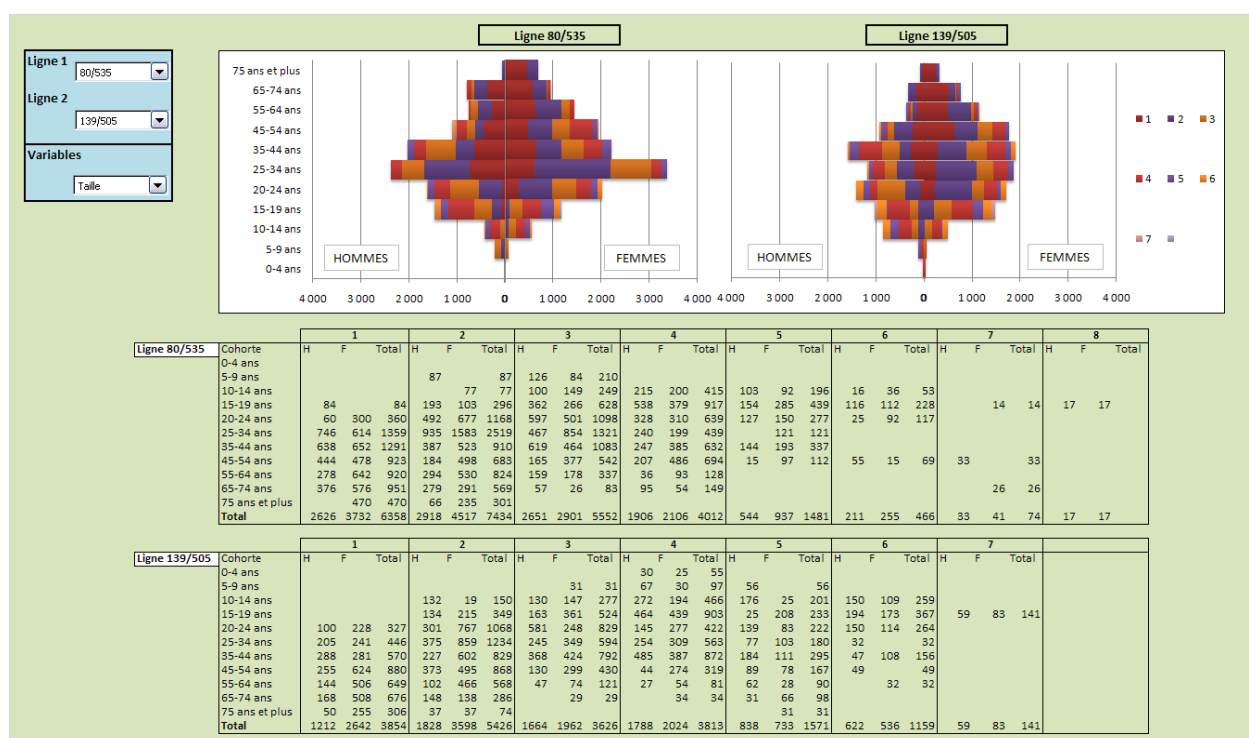 Ligne 80/535 Ligne 139/505
Ligne 1
80/535
Ligne 2
139/505
Variables
Taille
75 ans et plus
65-74 ans
55-64 ans
45-54 ans
35-44 ans
25-34 ans
20-24 ans
15-19 ans
10-14 ans
5-9 ans
0-4 ans
HOMMES FEMMES HOMMES FEMMES
4 000 3 000 2 000 1 000 0 1 000 2 000 3 000 4 000 4 000 3 000 2 000 1 000 0 1 000 2 000 3 000 4 000
1 2 3
4 5 6
7
1 2 3 4 5 6 7 8
Ligne 80/535 Cohorte H F Total H F Total H F Total H F Total H F Total H F Total H F Total H F Total
0-4 ans
5-9 ans 87 87 126 84 210
10-14 ans 77 77 100 149 249 215 200 415 103 92 196 16 36 53
15-19 ans 84 84 193 103 296 362 266 628 538 379 917 154 285 439 116 112 228 14 14 17 17
20-24 ans 60 300 360 492 677 1168 597 501 1098 328 310 639 127 150 277 25 92 117
25-34 ans 746 614 1359 935 1583 2519 467 854 1321 240 199 439 121 121
35-44 ans 638 652 1291 387 523 910 619 464 1083 247 385 632 144 193 337
45-54 ans 444 478 923 184 498 683 165 377 542 207 486 694 15 97 112 55 15 69 33 33
55-64 ans 278 642 920 294 530 824 159 178 337 36 93 128
65-74 ans 376 576 951 279 291 569 57 26 83 95 54 149 26 26
75 ans et plus 470 470 66 235 301
Total 2626 3732 6358 2918 4517 7434 2651 2901 5552 1906 2106 4012 544 937 1481 211 255 466 33 41 74 17 17
1 2 3 4 5 6 7
Ligne 139/505 Cohorte H F Total H F Total H F Total H F Total H F Total H F Total H F Total
0-4 ans 30 25 55
5-9 ans 31 31 67 30 97 56 56
10-14 ans 132 19 150 130 147 277 272 194 466 176 25 201 150 109 259
15-19 ans 134 215 349 163 361 524 464 439 903 25 208 233 194 173 367 59 83 141
20-24 ans 100 228 327 301 767 1068 581 248 829 145 277 422 139 83 222 150 114 264
25-34 ans 205 241 446 375 859 1234 245 349 594 254 309 563 77 103 180 32 32
35-44 ans 288 281 570 227 602 829 368 424 792 485 387 872 184 111 295 47 108 156
45-54 ans 255 624 880 373 495 868 130 299 430 44 274 319 89 78 167 49 49
55-64 ans 144 506 649 102 466 568 47 74 121 27 54 81 62 28 90 32 32
65-74 ans 168 508 676 148 138 286 29 29 34 34 31 66 98
75 ans et plus 50 255 306 37 37 74 31 31
Total 1212 2642 3854 1828 3598 5426 1664 1962 3626 1788 2024 3813 838 733 1571 622 536 1159 59 83 141